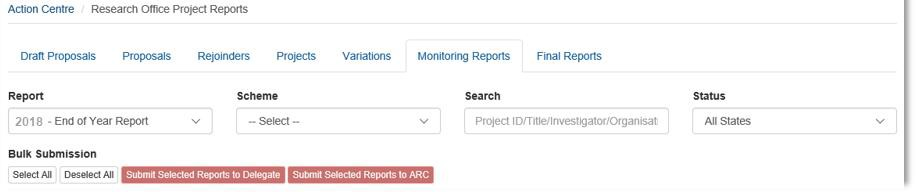 Action Centre / Research Office Project Reports
Draft Proposals Proposals Rejoinders Projects Variations Monitoring Reports Final Reports
Report Scheme Search Status
2018 - End of Year Report -- Select -- Project ID/Title/Investigator/Organisati All States
Bulk Submission
Select All Deselect All Submit Selected Reports to Delegate Submit Selected Reports to ARC